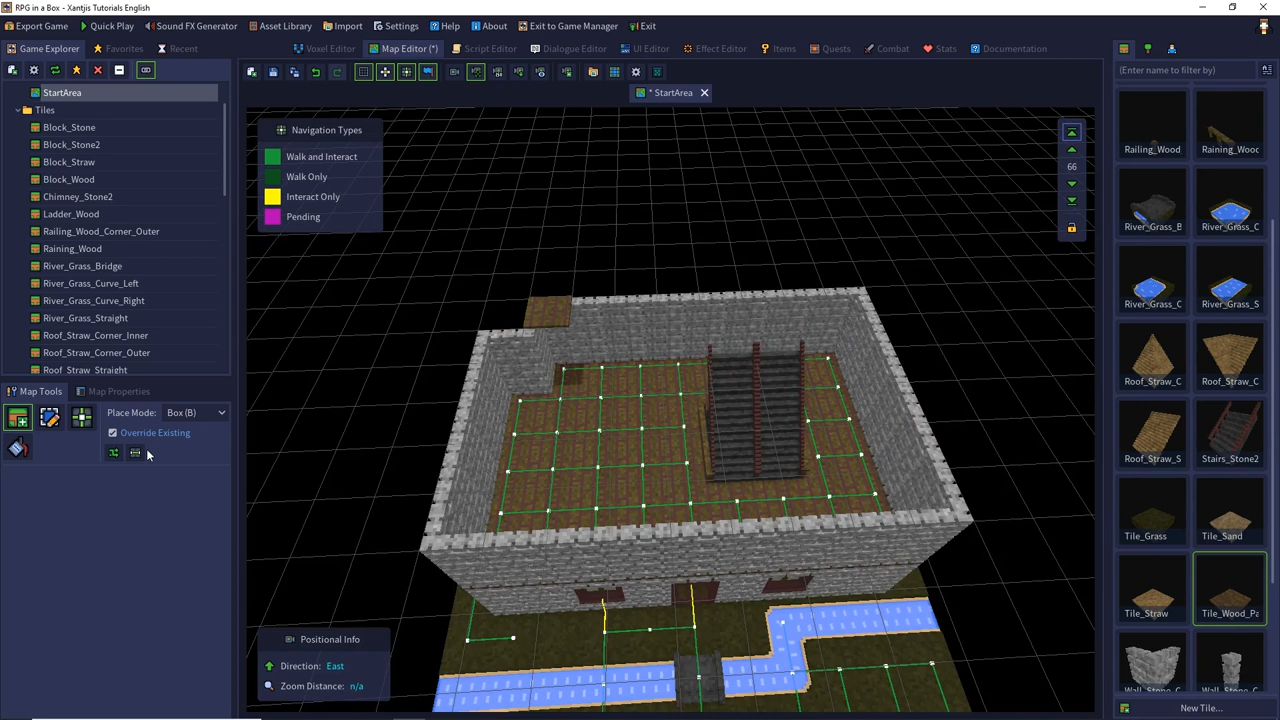 RPG in a Box - Xantjis Tutorials English
Export Game Quick Play Sound FX Generator Asset Library Import Settings Help About Exit to Game Manager Exit
Game Explorer Favorites Recent Voxel Editor Map Editor (*) Script Editor Dialogue Editor UI Editor Effect Editor Items Quests Combat Stats Documentation
(Enter name to filter by)
* StartArea
StartArea
Tiles
Block_Stone
Block_Stone2
Block_Straw
Block_Wood
Chimney_Stone2
Ladder_Wood
Railing_Wood_Corner_Outer
Raining_Wood
River_Grass_Bridge
River_Grass_Curve_Left
River_Grass_Curve_Right
River_Grass_Straight
Roof_Straw_Corner_Inner
Roof_Straw_Corner_Outer
Roof_Straw_Straight
Map Tools Map Properties
Place Mode: Box (B)
Override Existing
Navigation Types
Walk and Interact
Walk Only
Interact Only
Pending
66
Positional Info
Direction: East
Zoom Distance: n/a
Railing_Wood Raining_Wooc
River_Grass_B River_Grass_C
River_Grass_C River_Grass_S
Roof_Straw_C Roof_Straw_C
Roof_Straw_S Stairs_Stone2
Tile_Grass Tile_Sand
Tile_Straw Tile_Wood_Pa
Wall_Stone_C Wall_Stone_C
New Tile...